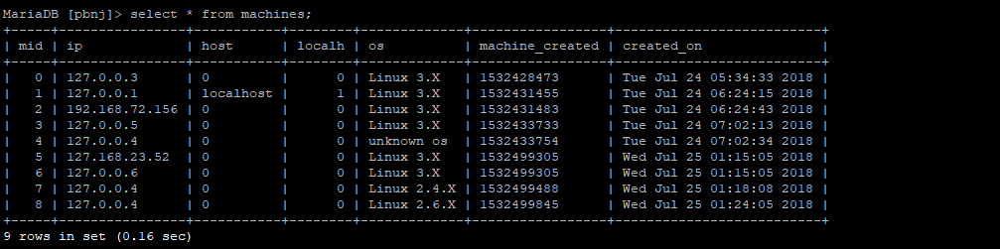 MariaDB [pbnj]> select * from machines;
+-----+----------------+-----------+--------+-------------+-----------------+--------------------------+
| mid | ip             | host      | localh | os          | machine_created | created_on               |
+-----+----------------+-----------+--------+-------------+-----------------+--------------------------+
|   0 | 127.0.0.3      | 0         |      0 | Linux 3.X   | 1532428473      | Tue Jul 24 05:34:33 2018 |
|   1 | 127.0.0.1      | localhost |      1 | Linux 3.X   | 1532431455      | Tue Jul 24 06:24:15 2018 |
|   2 | 192.168.72.156 | 0         |      0 | Linux 3.X   | 1532431483      | Tue Jul 24 06:24:43 2018 |
|   3 | 127.0.0.5      | 0         |      0 | Linux 3.X   | 1532433733      | Tue Jul 24 07:02:13 2018 |
|   4 | 127.0.0.4      | 0         |      0 | unknown os  | 1532433754      | Tue Jul 24 07:02:34 2018 |
|   5 | 127.168.23.52  | 0         |      0 | Linux 3.X   | 1532499305      | Wed Jul 25 01:15:05 2018 |
|   6 | 127.0.0.6      | 0         |      0 | Linux 3.X   | 1532499305      | Wed Jul 25 01:15:05 2018 |
|   7 | 127.0.0.4      | 0         |      0 | Linux 2.4.X | 1532499488      | Wed Jul 25 01:18:08 2018 |
|   8 | 127.0.0.4      | 0         |      0 | Linux 2.6.X | 1532499845      | Wed Jul 25 01:24:05 2018 |
+-----+----------------+-----------+--------+-------------+-----------------+--------------------------+
9 rows in set (0.16 sec)